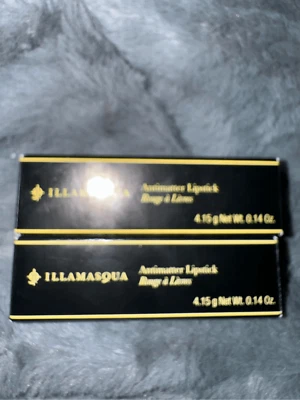 ILLAMASQUA
Antimatter Lipstick
Rouge à Lèvres
4.15 g Net Wt. 0.14 Oz.
ILLAMASQUA
Antimatter Lipstick
Rouge à Lèvres
4.15 g Net Wt. 0.14 Oz.